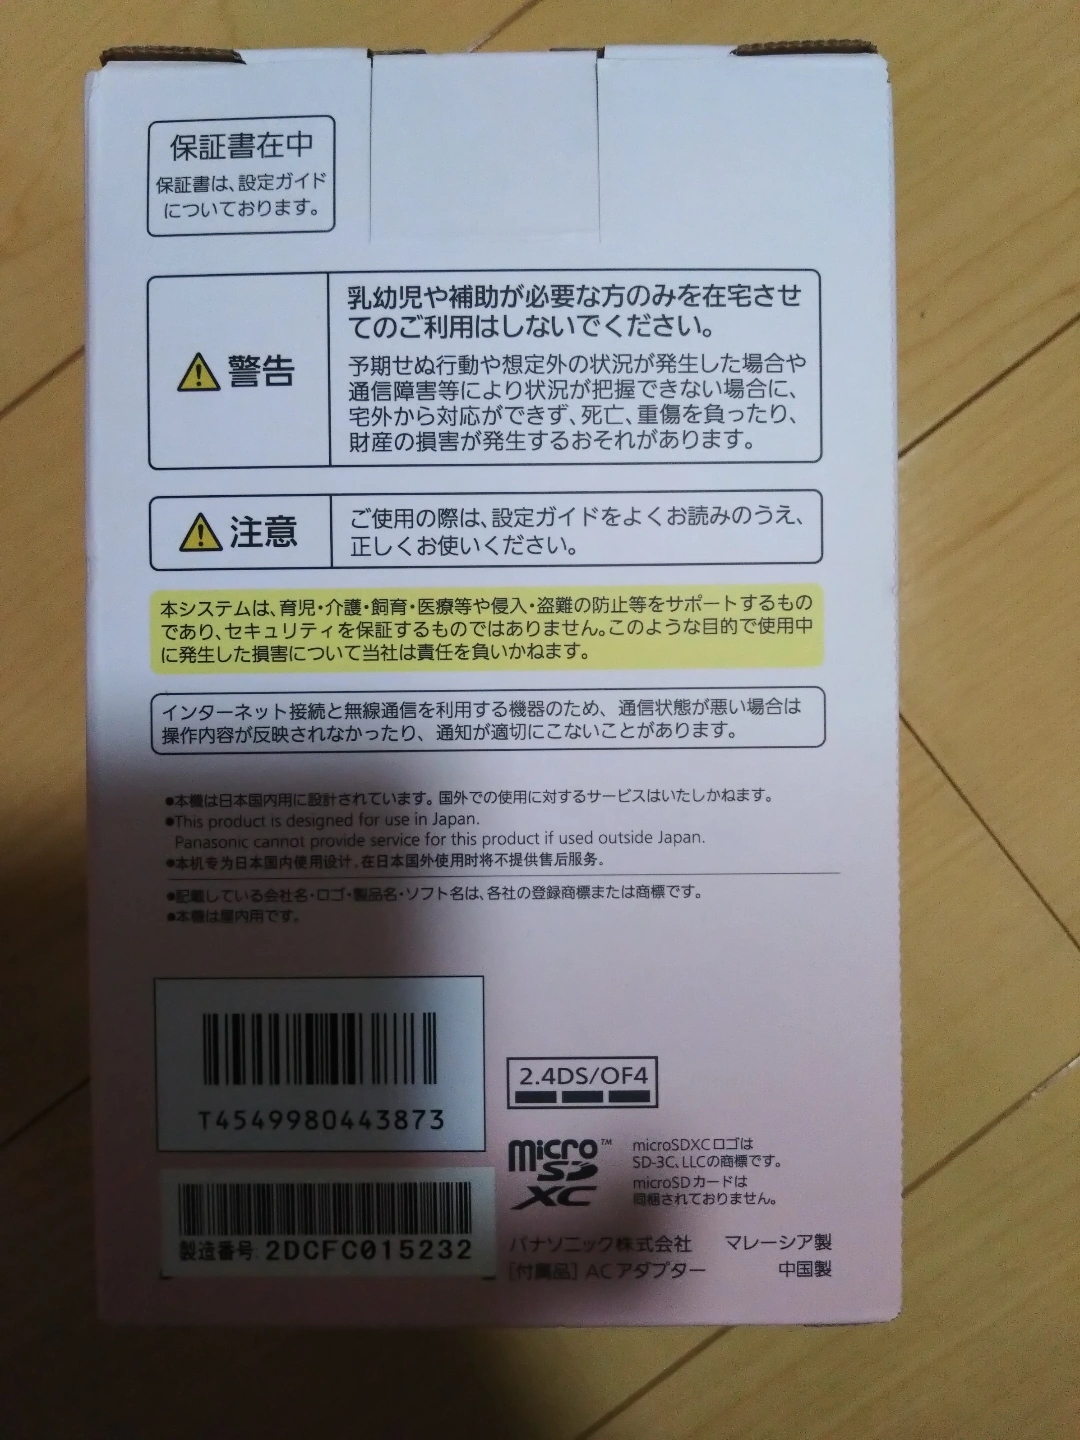 保証書在中
保証書は、設定ガイド
についております。
警告
乳幼児や補助が必要な方のみを在宅させ
てのご利用はしないでください。
予期せぬ行動や想定外の状況が発生した場合や
通信障害等により状況が把握できない場合に、
宅外から対応ができず、死亡、重傷を負ったり、
財産の損害が発生するおそれがあります。
注意
ご使用の際は、設定ガイドをよくお読みのうえ、
正しくお使いください。
本システムは、育児・介護・飼育・医療等や侵入・盗難の防止等をサポートするもの
であり、セキュリティを保証するものではありません。このような目的で使用中
に発生した損害について当社は責任を負いかねます。
インターネット接続と無線通信を利用する機器のため、通信状態が悪い場合は
操作内容が反映されなかったり、通知が適切にこないことがあります。
●本機は日本国内用に設計されています。国外での使用に対するサービスはいたしかねます。
●This product is designed for use in Japan.
Panasonic cannot provide service for this product if used outside Japan.
●本机专为日本国内使用设计,在日本国外使用时将不提供售后服务。
●記載している会社名・ロゴ・製品名・ソフト名は、各社の登録商標または商標です。
●本機は屋内用です。
T4549980443873
2.4DS/OF4
micro SD XC™
microSDXCロゴは
SD-3C、LLCの商標です。
microSDカードは
同梱されておりません。
製造番号:2DCFC015232
パナソニック株式会社 マレーシア製
[付属品] ACアダプター 中国製